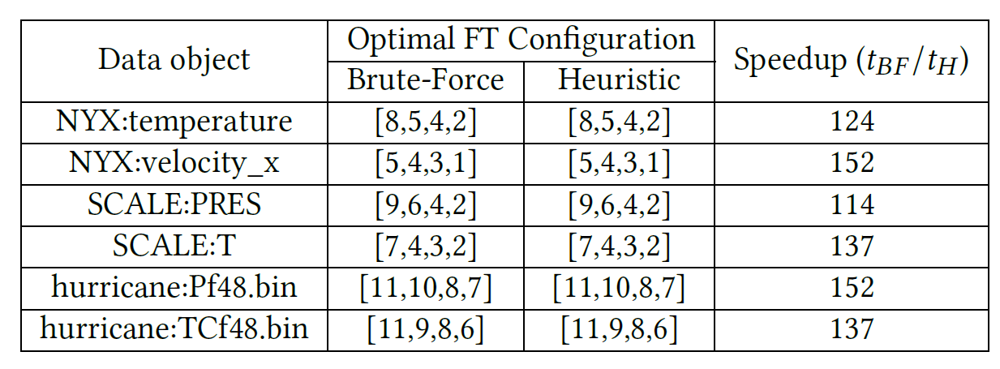 Data object Optimal FT Configuration Speedup (t_BF/t_H)
Brute-Force Heuristic
NYX:temperature [8,5,4,2] [8,5,4,2] 124
NYX:velocity_x [5,4,3,1] [5,4,3,1] 152
SCALE:PRES [9,6,4,2] [9,6,4,2] 114
SCALE:T [7,4,3,2] [7,4,3,2] 137
hurricane:Pf48.bin [11,10,8,7] [11,10,8,7] 152
hurricane:TCf48.bin [11,9,8,6] [11,9,8,6] 137